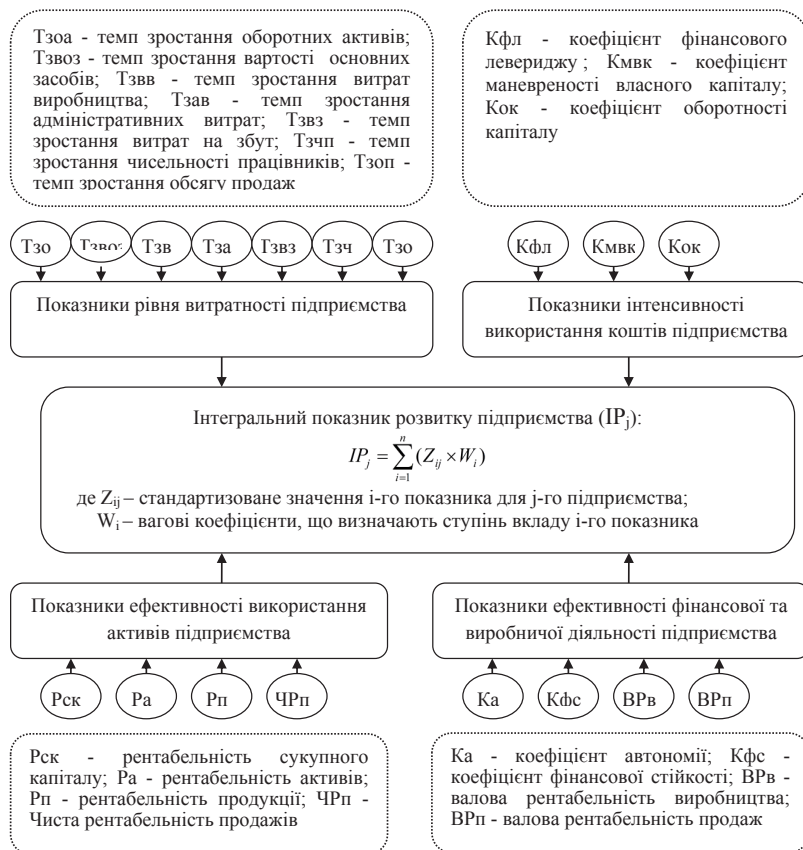 Тзоа - темп зростання оборотних активів;
Тзвоз - темп зростання вартості основних
засобів; Тзвв - темп зростання витрат
виробництва; Тзав - темп зростання
адміністративних витрат; Тзвз - темп
зростання витрат на збут; Тзчп - темп
зростання чисельності працівників; Тзоп -
темп зростання обсягу продаж
Кфл - коефіцієнт фінансового
левериджу; Кмвк - коефіцієнт
маневреності власного капіталу;
Кок - коефіцієнт оборотності
капіталу
Тзо Тзвоз Тзв Тза Тзвз Тзч Тзо
Кфл Кмвк Кок
Показники рівня витратності підприємства
Показники інтенсивності
використання коштів підприємства
Інтегральний показник розвитку підприємства (IPj):
IPj = ∑(Zij × Wi)
n
i=1
де Zij – стандартизоване значення і-го показника для j-го підприємства;
Wi – вагові коефіцієнти, що визначають ступінь вкладу і-го показника
Показники ефективності використання
активів підприємства
Показники ефективності фінансової та
виробничої діяльності підприємства
Рск Ра Рп ЧРп
Ка Кфс ВРв ВРп
Рск - рентабельність сукупного
капіталу; Ра - рентабельність активів;
Рп - рентабельність продукції; ЧРп -
Чиста рентабельність продажів
Ка - коефіцієнт автономії; Кфс -
коефіцієнт фінансової стійкості; ВРв -
валова рентабельність виробництва;
ВРп - валова рентабельність продаж